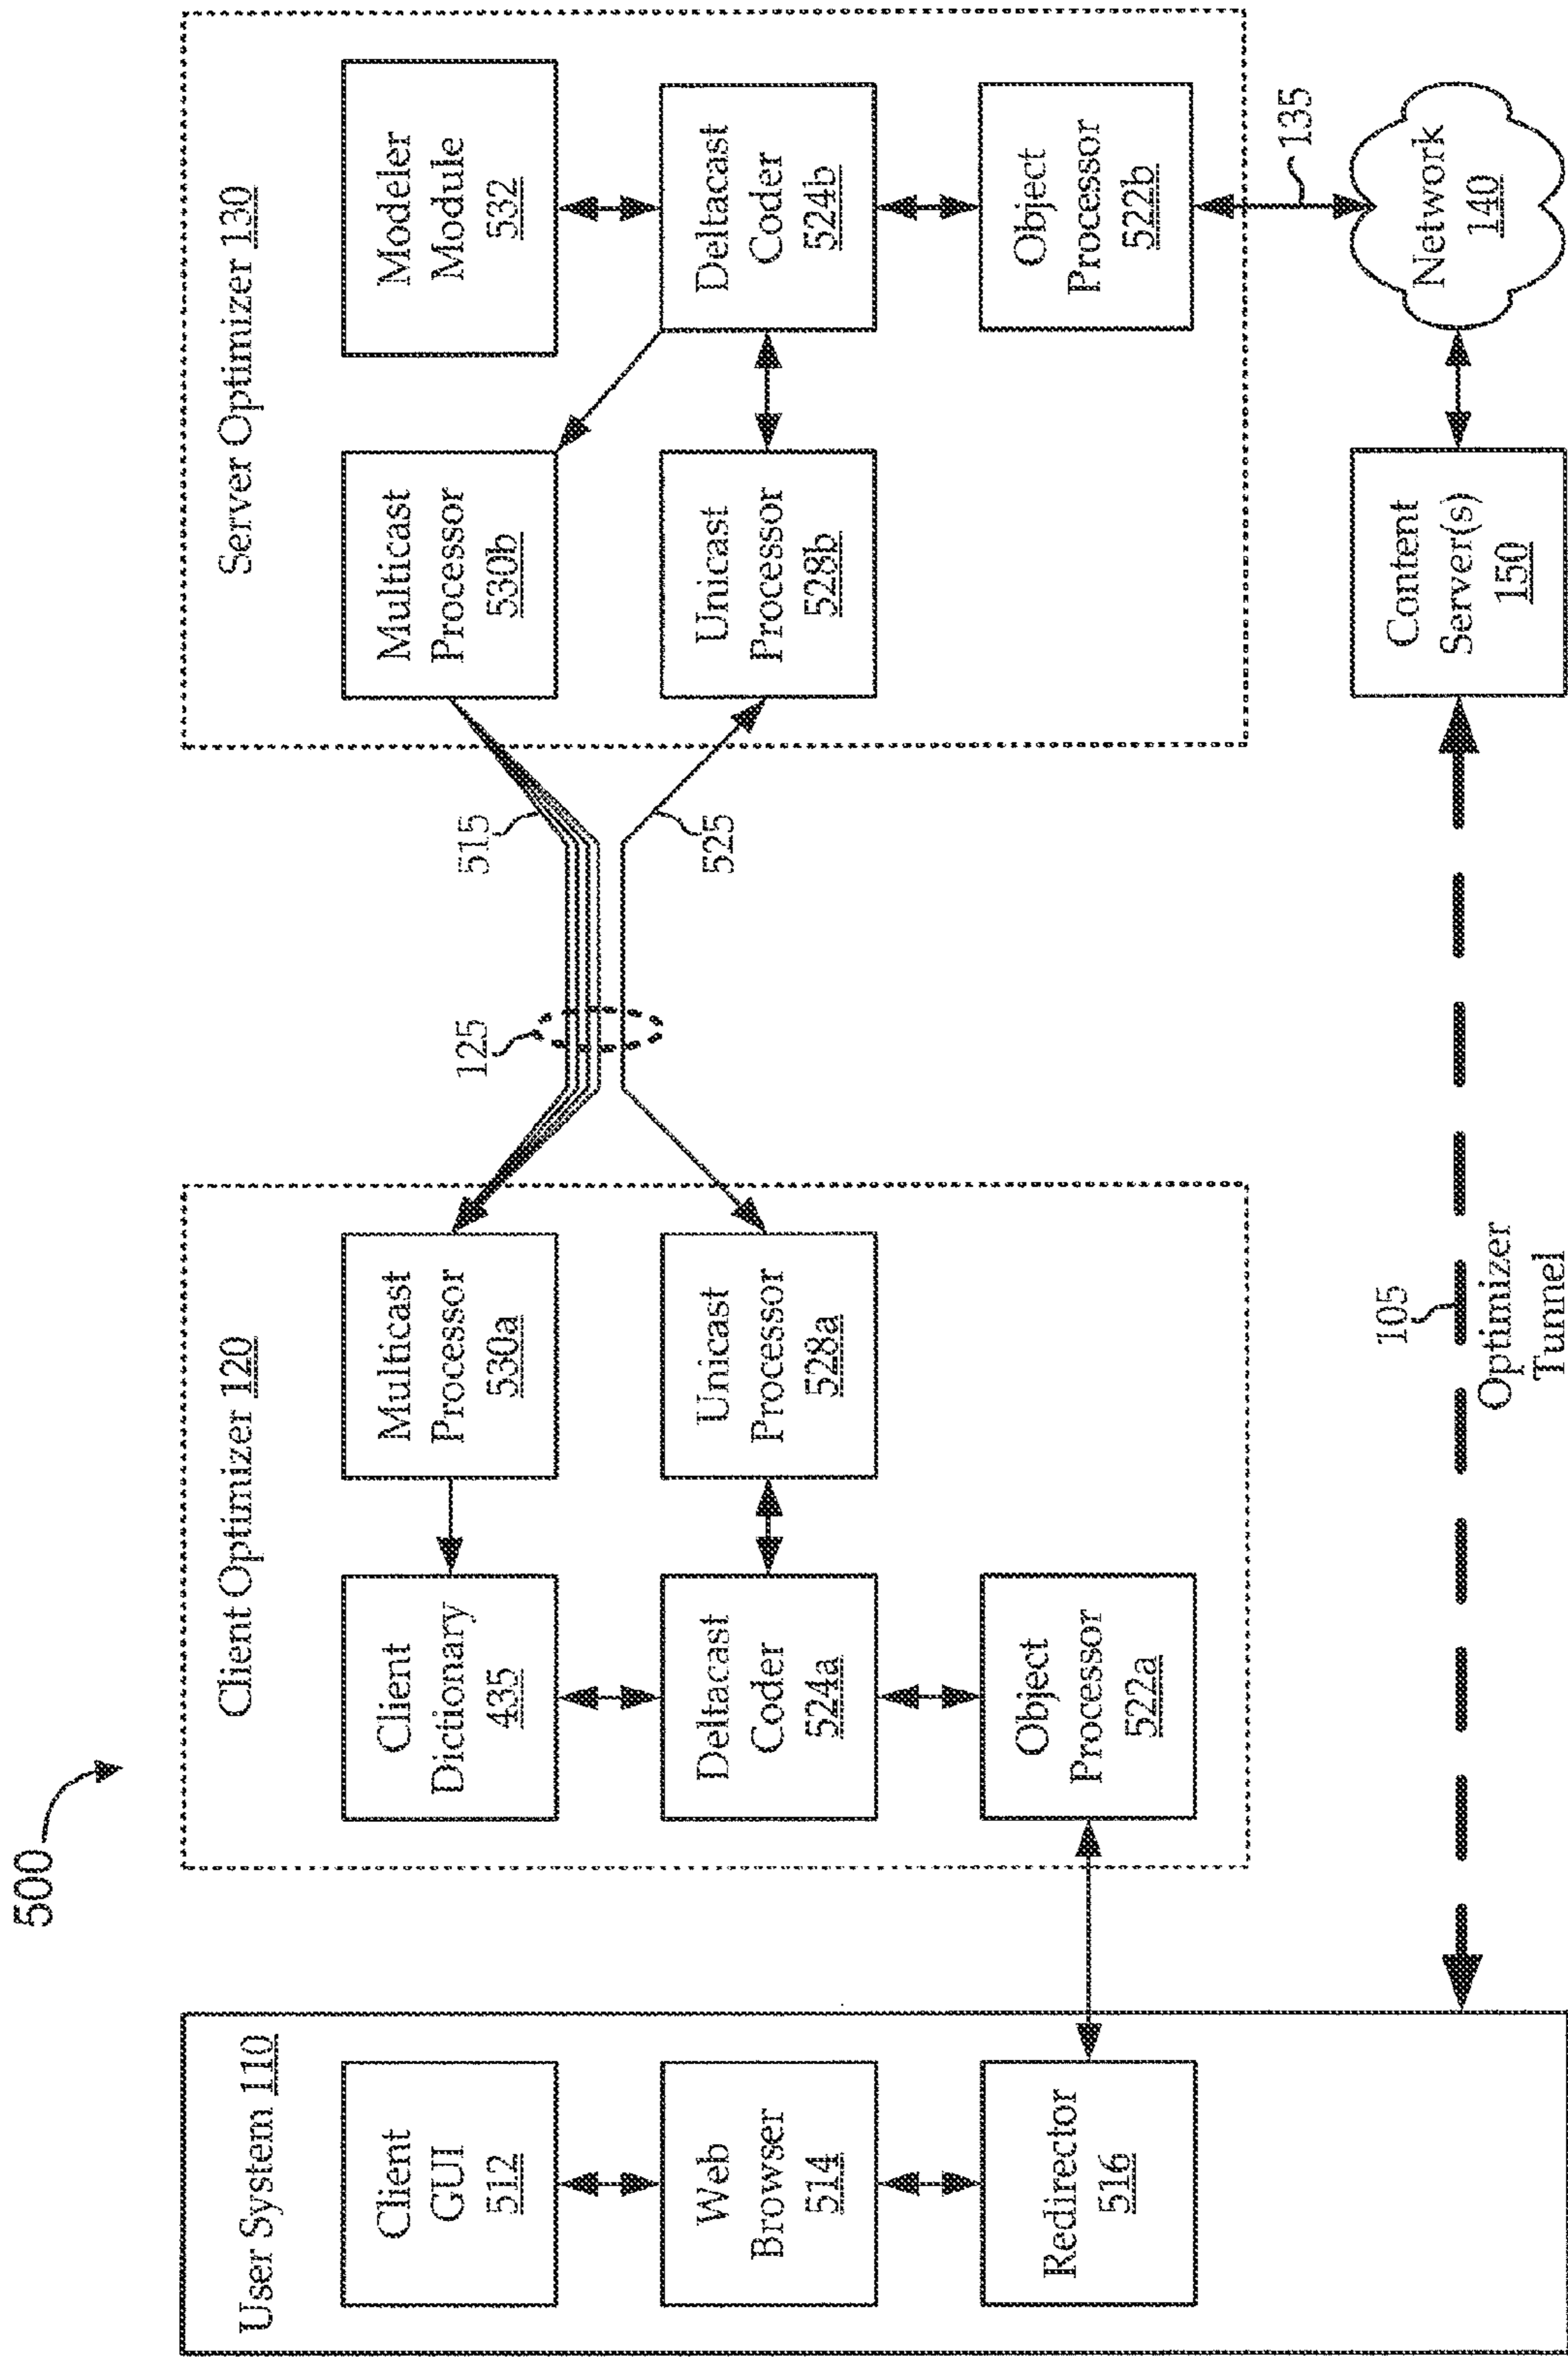 500
User System 110
Client
GUI
512
Web
Browser
514
Redirector
516
Client Optimizer 120
Client
Dictionary
435
Multicast
Processor
530a
Deltacast
Coder
524a
Unicast
Processor
528a
Object
Processor
522a
125
515
525
Server Optimizer 130
Multicast
Processor
530b
Modeler
Module
532
Unicast
Processor
528b
Deltacast
Coder
524b
Object
Processor
522b
135
105
Optimizer
Tunnel
Content
Server(s)
150
Network
140